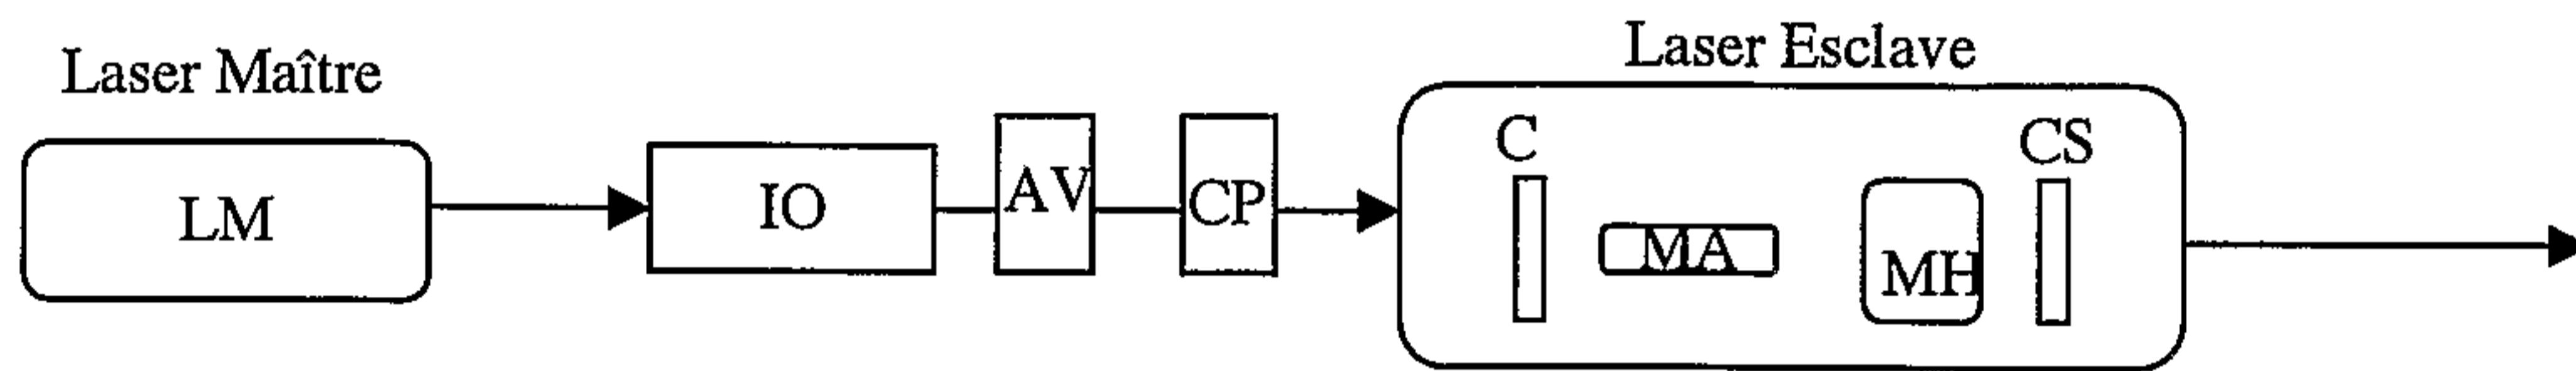 Laser Maître
Laser Esclave
LM
IO
AV
CP
C
MA
MH
CS